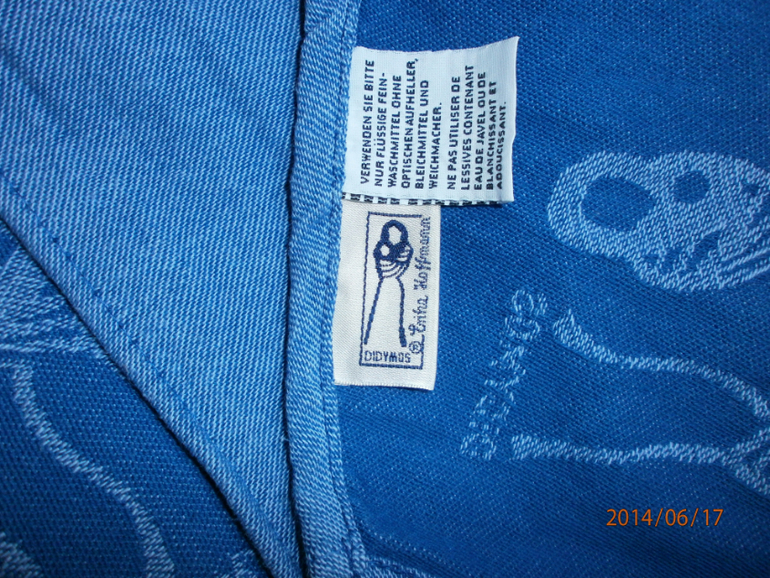 VERWENDEN SIE BITTE
NUR FLÜSSIGE FEIN-
WASCHMITTEL OHNE
OPTISCHEN AUFHELLER,
BLEICHMITTEL UND
WEICHMACHER.
NE PAS UTILISER DE
LESSIVES CONTENANT
EAU DE JAVEL OU DE
BLANCHISSANT ET
ADOUCISSANT.
DIDYMOS
® Erika Hoffmann
DIDYMOS
2014/06/17